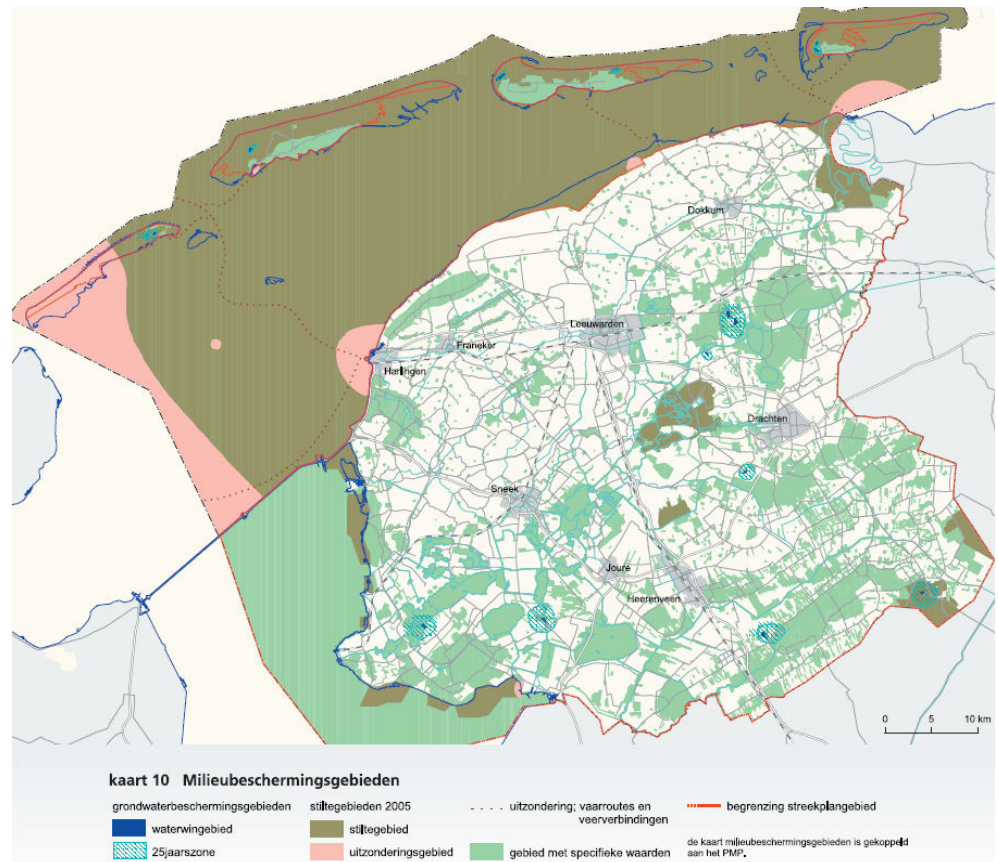 Dokkum
Leeuwarden
Franeker
Harlingen
Drachten
Sneek
Joure
Heerenveen
0 5 10 km
kaart 10 Milieubeschermingsgebieden
grondwaterbeschermingsgebieden
waterwingebied
25jaarszone
stiltegebieden 2005
stiltegebied
uitzonderingsgebied
uitzondering; vaarroutes en
veerverbindingen
gebied met specifieke waarden
begrenzing streekplangebied
de kaart milieubeschermingsgebieden is gekoppeld
aan het PMP.